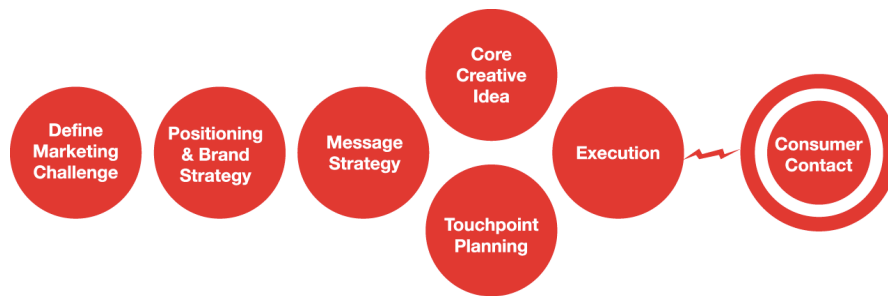 Define
Marketing
Challenge
Positioning
& Brand
Strategy
Message
Strategy
Core
Creative
Idea
Touchpoint
Planning
Execution
Consumer
Contact